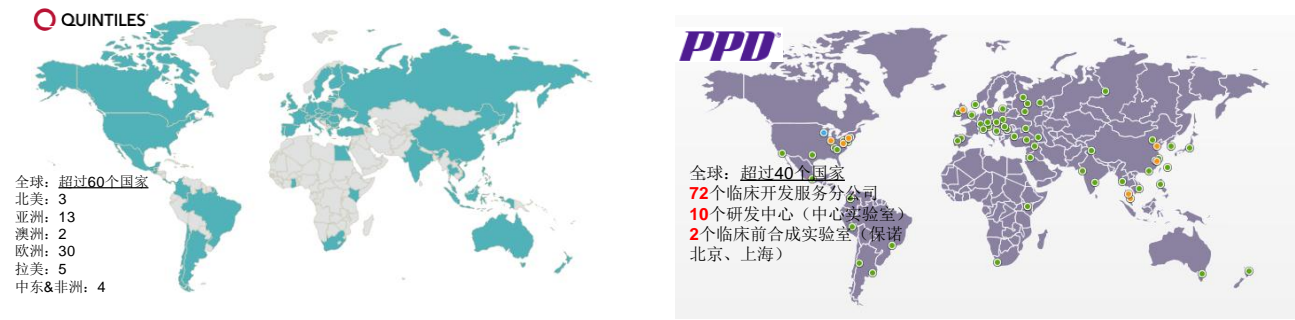 QUINTILES
全球：超过60个国家
北美：3
亚洲：13
澳洲：2
欧洲：30
拉美：5
中东&非洲：4
PPD
全球：超过40个国家
72个临床开发服务分公司
10个研发中心（中心实验室）
2个临床前合成实验室（保诺
北京、上海）